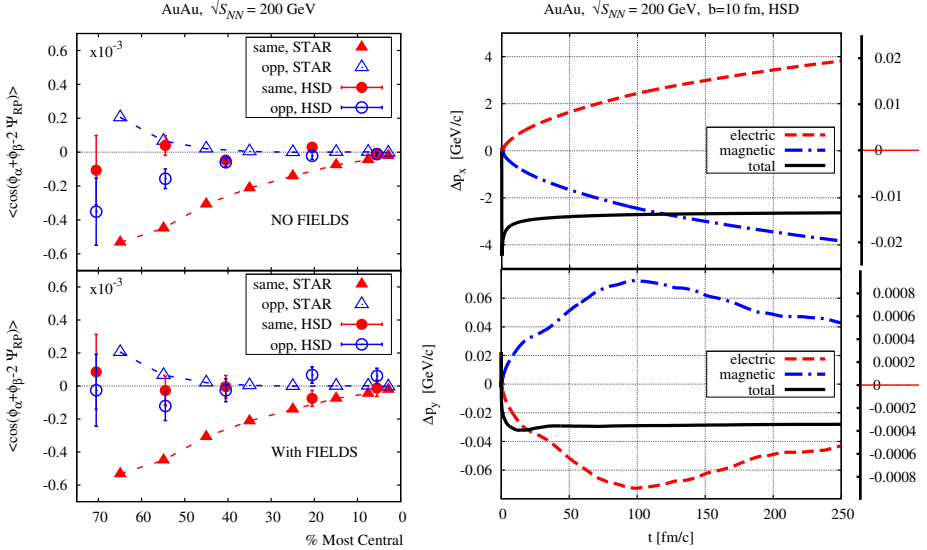 AuAu, √S_NN = 200 GeV
<cos(φ_α+φ_β-2 Ψ_RP)>
0.6
0.4
0.2
0
-0.2
-0.4
-0.6
x10⁻³
same, STAR
opp, STAR
same, HSD
opp, HSD
NO FIELDS
<cos(φ_α+φ_β-2 Ψ_RP)>
0.6
0.4
0.2
0
-0.2
-0.4
-0.6
x10⁻³
same, STAR
opp, STAR
same, HSD
opp, HSD
With FIELDS
70 60 50 40 30 20 10 0
% Most Central
AuAu, √S_NN = 200 GeV, b=10 fm, HSD
Δp_x [GeV/c]
4
2
0
-2
-4
electric
magnetic
total
0.02
0.01
0
-0.01
-0.02
Δp_y [GeV/c]
0.06
0.04
0
-0.02
-0.04
-0.06
electric
magnetic
total
0.0008
0.0006
0.0004
0.0002
0
-0.0002
-0.0004
-0.0006
-0.0008
0 50 100 150 200 250
t [fm/c]